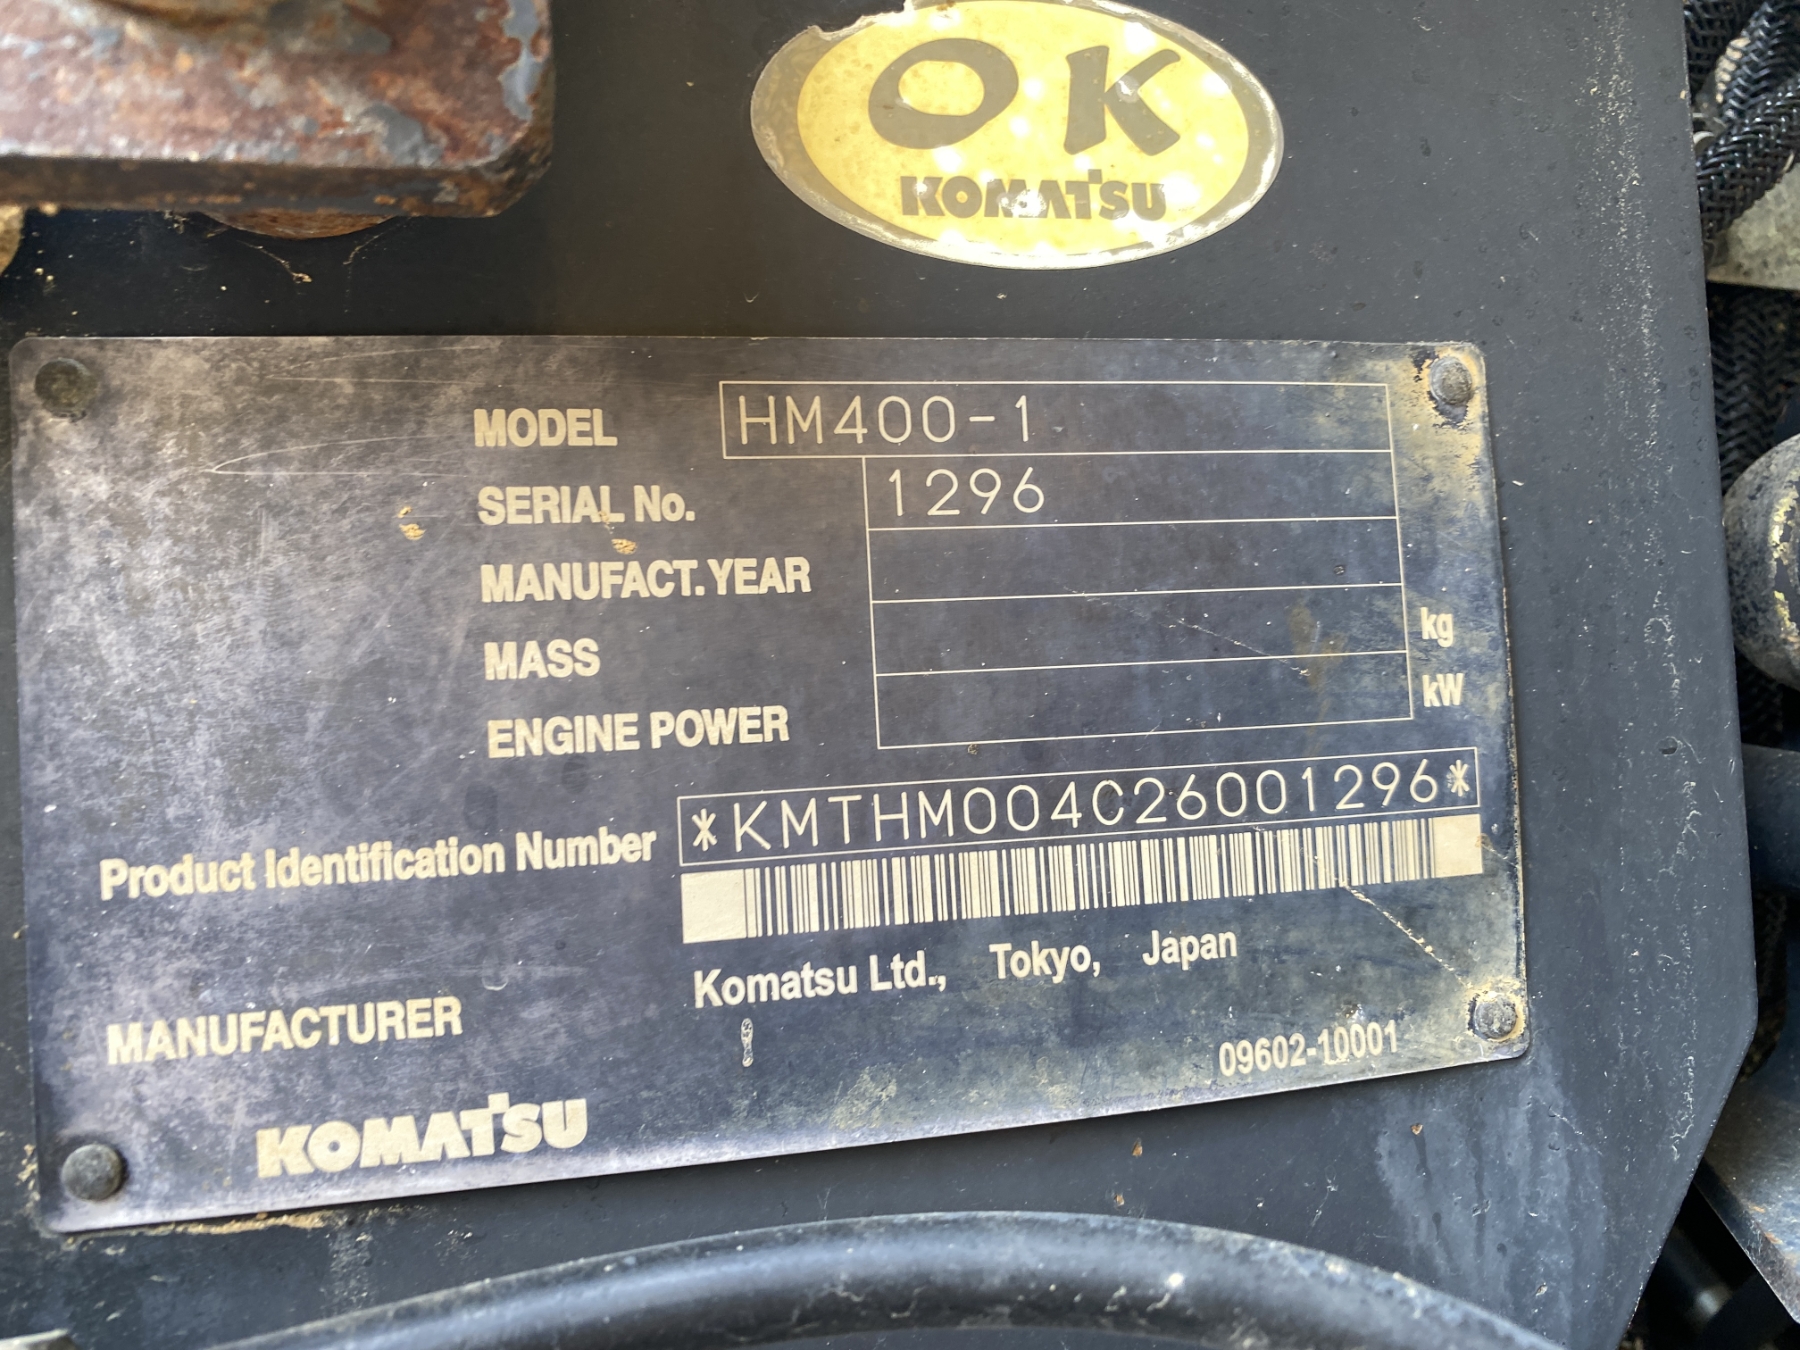 OK
KOMATSU
MODEL HM400-1
SERIAL No. 1296
MANUFACT. YEAR
MASS kg
ENGINE POWER kW
Product Identification Number *KMTHM004C26001296*
MANUFACTURER Komatsu Ltd., Tokyo, Japan
KOMATSU 09602-10001